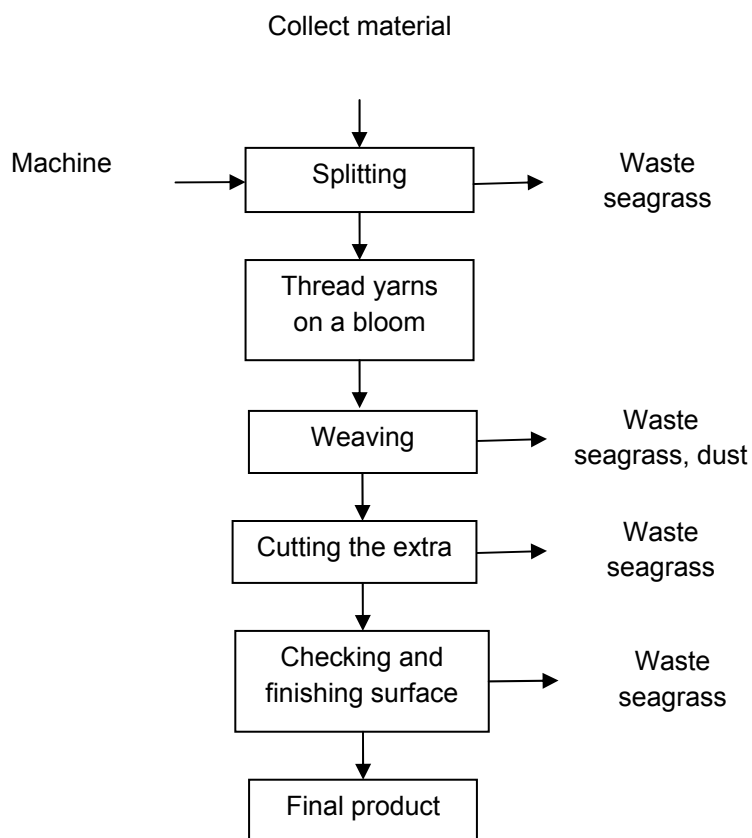 Collect material
Machine
Splitting
Waste
seagrass
Thread yarns
on a bloom
Weaving
Waste
seagrass, dust
Cutting the extra
Waste
seagrass
Checking and
finishing surface
Waste
seagrass
Final product